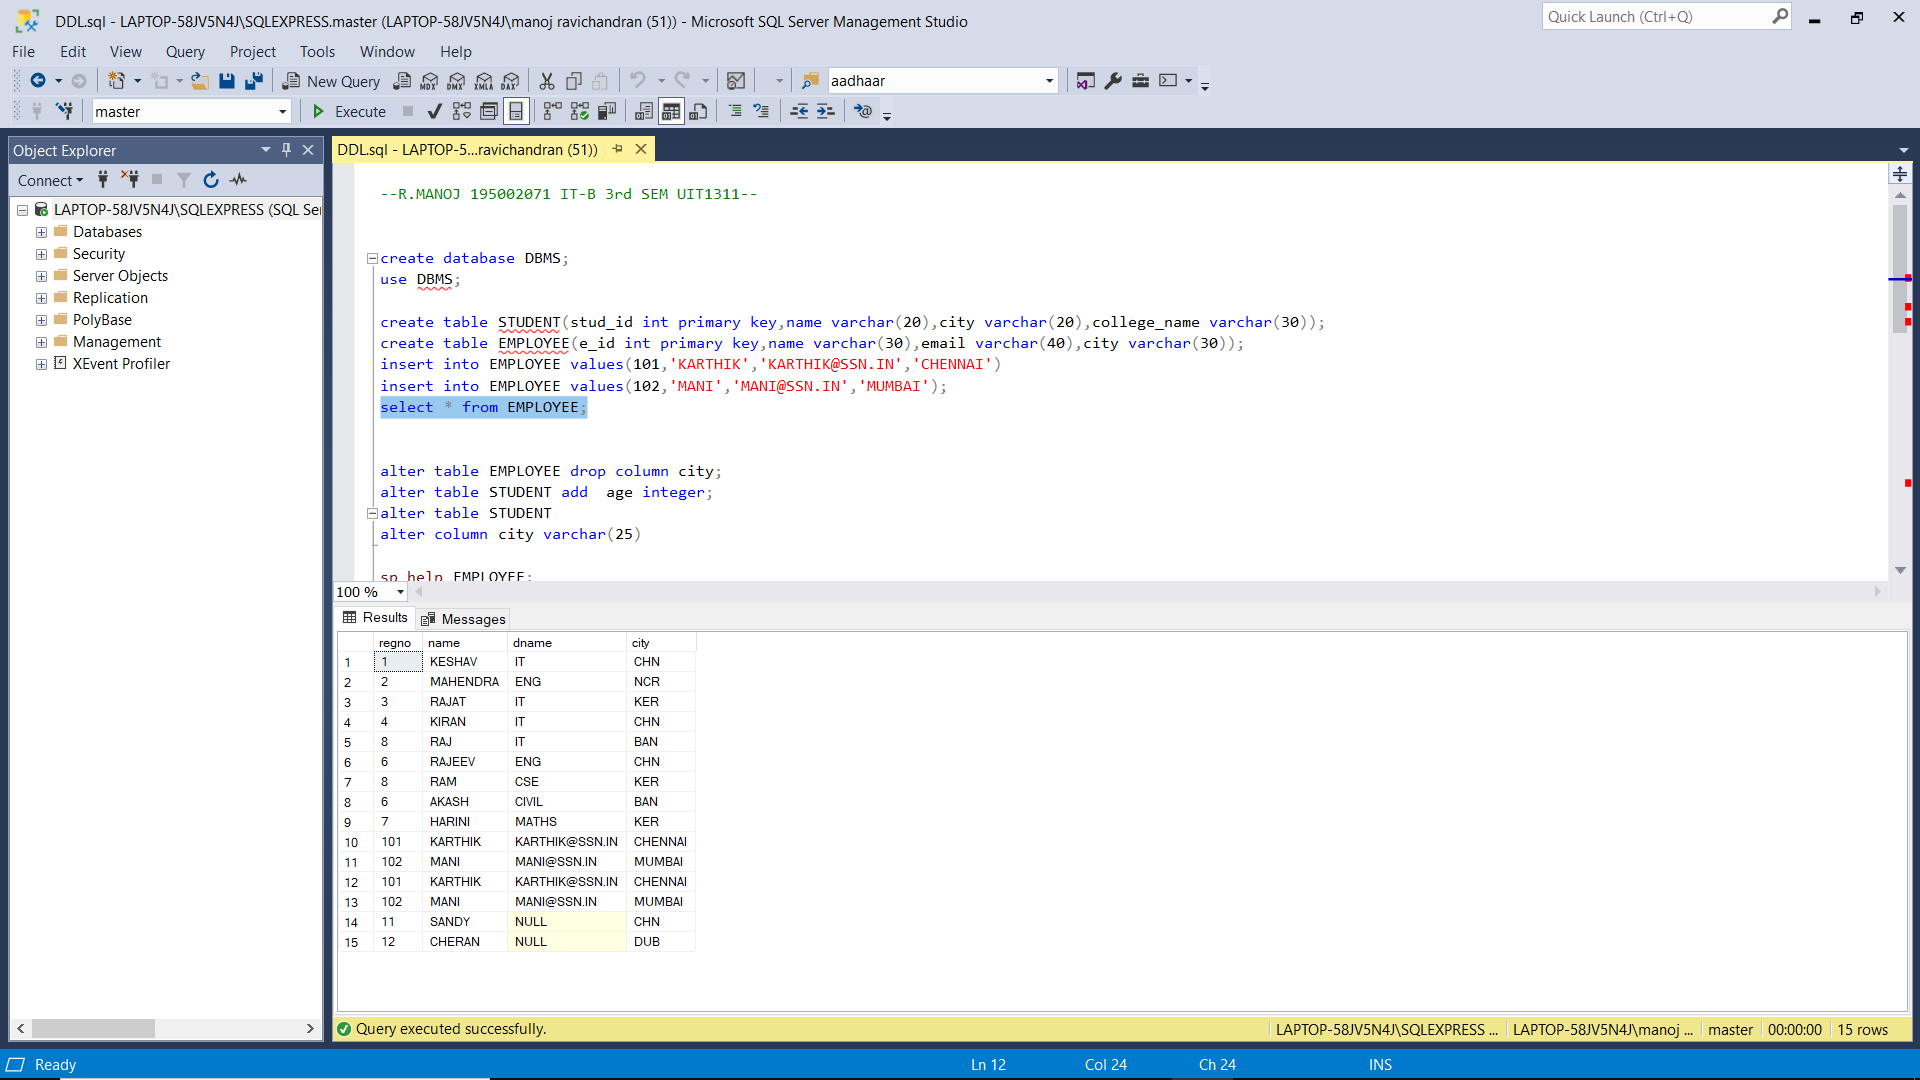 DDL.sql - LAPTOP-58JV5N4J\SQLEXPRESS.master (LAPTOP-58JV5N4J\manoj ravichandran (51)) - Microsoft SQL Server Management Studio
Quick Launch (Ctrl+Q)
File Edit View Query Project Tools Window Help
New Query MDX DMX XMLA DAX aadhaar
master Execute
Object Explorer
DDL.sql - LAPTOP-5...ravichandran (51))
Connect
LAPTOP-58JV5N4J\SQLEXPRESS (SQL Ser
Databases
Security
Server Objects
Replication
PolyBase
Management
XEvent Profiler
--R.MANOJ 195002071 IT-B 3rd SEM UIT1311--
create database DBMS;
use DBMS;
create table STUDENT(stud_id int primary key,name varchar(20),city varchar(20),college_name varchar(30));
create table EMPLOYEE(e_id int primary key,name varchar(30),email varchar(40),city varchar(30));
insert into EMPLOYEE values(101,'KARTHIK','KARTHIK@SSN.IN','CHENNAI')
insert into EMPLOYEE values(102,'MANI','MANI@SSN.IN','MUMBAI');
select * from EMPLOYEE;
alter table EMPLOYEE drop column city;
alter table STUDENT add  age integer;
alter table STUDENT
alter column city varchar(25)
sp_help EMPLOYEE;
100 %
Results Messages
regno name dname city
1 1 KESHAV IT CHN
2 2 MAHENDRA ENG NCR
3 3 RAJAT IT KER
4 4 KIRAN IT CHN
5 8 RAJ IT BAN
6 6 RAJEEV ENG CHN
7 8 RAM CSE KER
8 6 AKASH CIVIL BAN
9 7 HARINI MATHS KER
10 101 KARTHIK KARTHIK@SSN.IN CHENNAI
11 102 MANI MANI@SSN.IN MUMBAI
12 101 KARTHIK KARTHIK@SSN.IN CHENNAI
13 102 MANI MANI@SSN.IN MUMBAI
14 11 SANDY NULL CHN
15 12 CHERAN NULL DUB
Query executed successfully. LAPTOP-58JV5N4J\SQLEXPRESS ... LAPTOP-58JV5N4J\manoj ... master 00:00:00 15 rows
Ready Ln 12 Col 24 Ch 24 INS